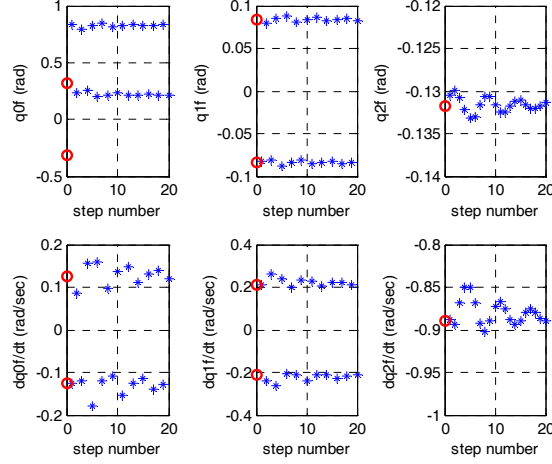 q0f (rad)
1
0.5
0
-0.5
0 10 20
step number
q1f (rad)
0.1
0.05
0
-0.05
-0.1
0 10 20
step number
q2f (rad)
-0.12
-0.125
-0.13
-0.135
-0.14
0 10 20
step number
dq0f/dt (rad/sec)
0.2
0.1
0
-0.1
-0.2
0 10 20
step number
dq1f/dt (rad/sec)
0.4
0.2
0
-0.2
-0.4
0 10 20
step number
dq2f/dt (rad/sec)
-0.8
-0.85
-0.9
-0.95
-1
0 10 20
step number